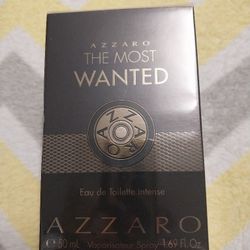 AZZARO
THE MOST
WANTED
AZZARO
Eau de Toilette intense
AZZARO
e 50 mL Vaporisateur Spray 1.69 Fl. Oz.